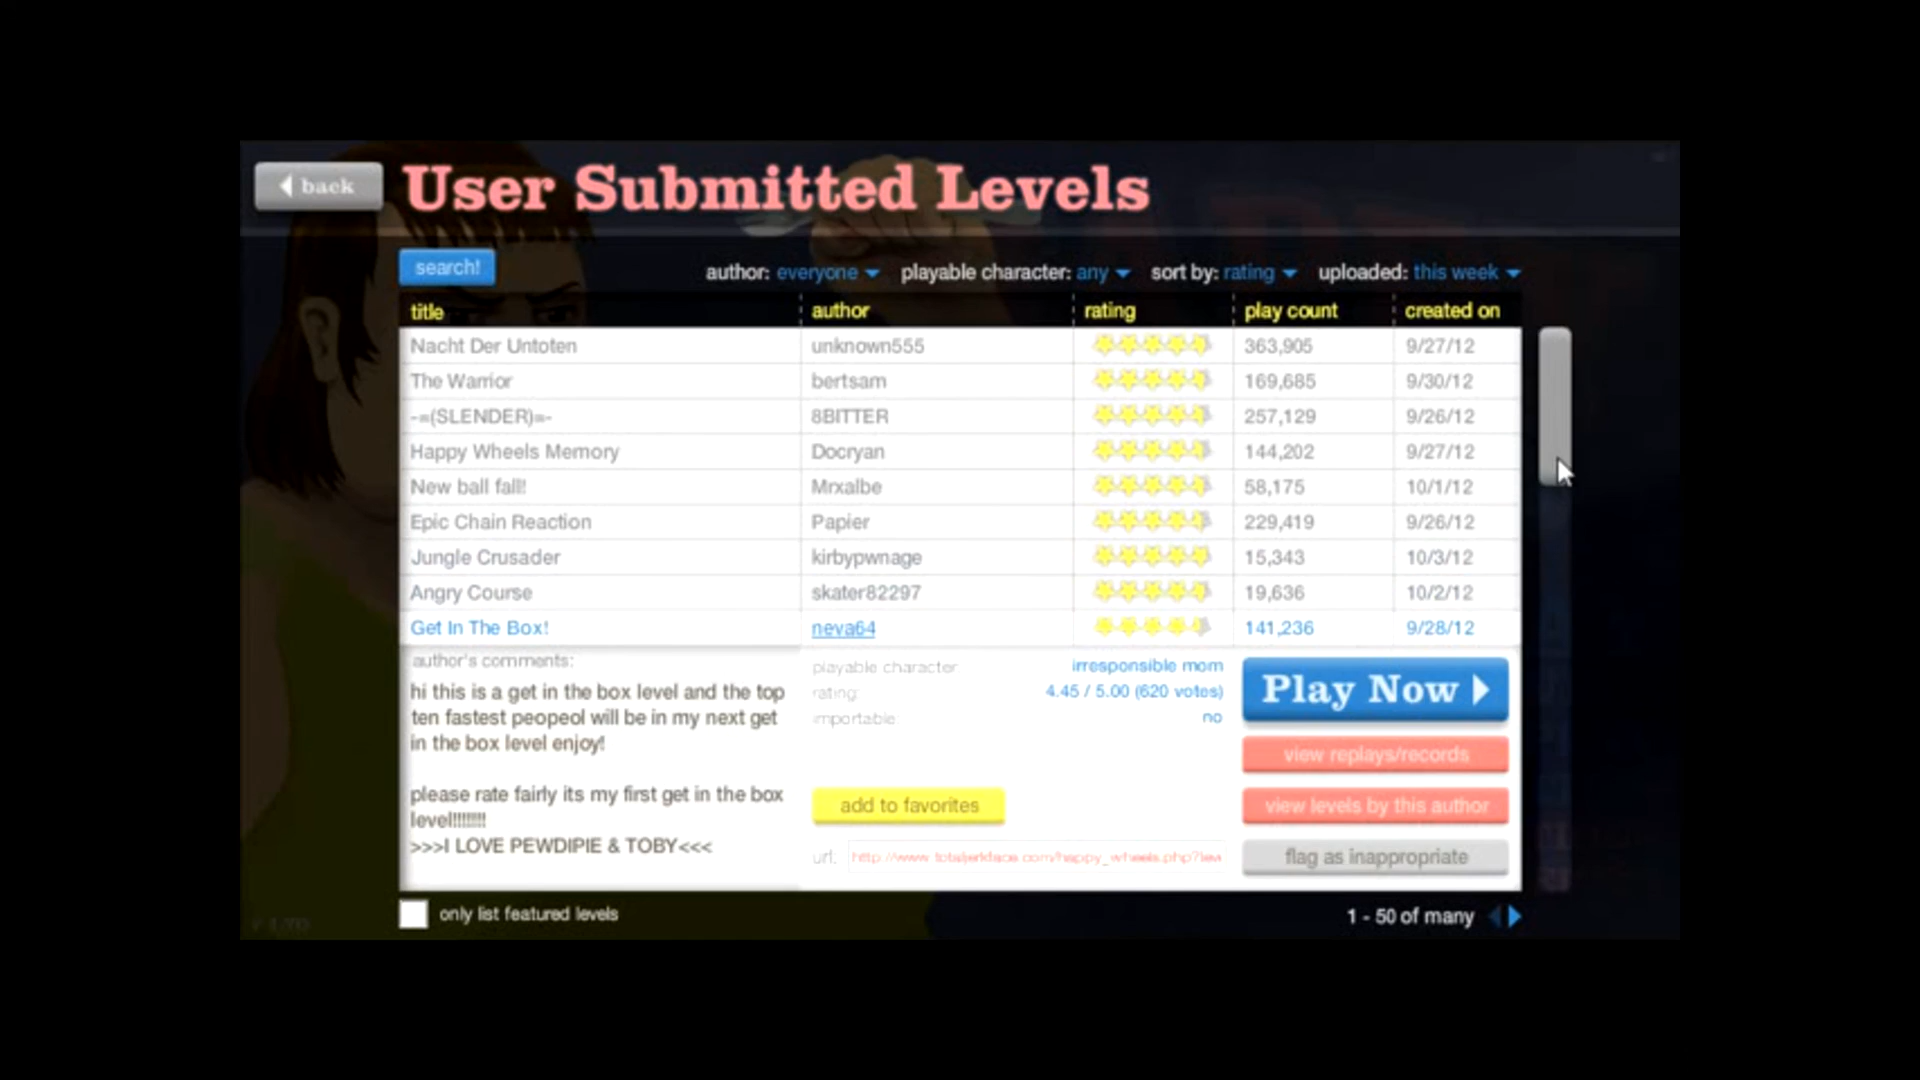 back
User Submitted Levels
search!
author: everyone playable character: any sort by: rating uploaded: this week
title author rating play count created on
Nacht Der Untoten unknown555 363,905 9/27/12
The Warrior bertsam 169,685 9/30/12
-=(SLENDER)=- 8BITTER 257,129 9/26/12
Happy Wheels Memory Docryan 144,202 9/27/12
New ball fall! Mrxalbe 58,175 10/1/12
Epic Chain Reaction Papier 229,419 9/26/12
Jungle Crusader kirbypwnage 15,343 10/3/12
Angry Course skater82297 19,636 10/2/12
Get In The Box! neva64 141,236 9/28/12
author's comments:
hi this is a get in the box level and the top
ten fastest peopeol will be in my next get
in the box level enjoy!
please rate fairly its my first get in the box
level!!!!!!!
>>>I LOVE PEWDIPIE & TOBY<<<
playable character irresponsible mom
rating: 4.45 / 5.00 (620 votes)
importable: no
add to favorites
url: http://www.totaljerkface.com/happy_wheels.php?lev
Play Now
view replays/records
view levels by this author
flag as inappropriate
only list featured levels
1 - 50 of many